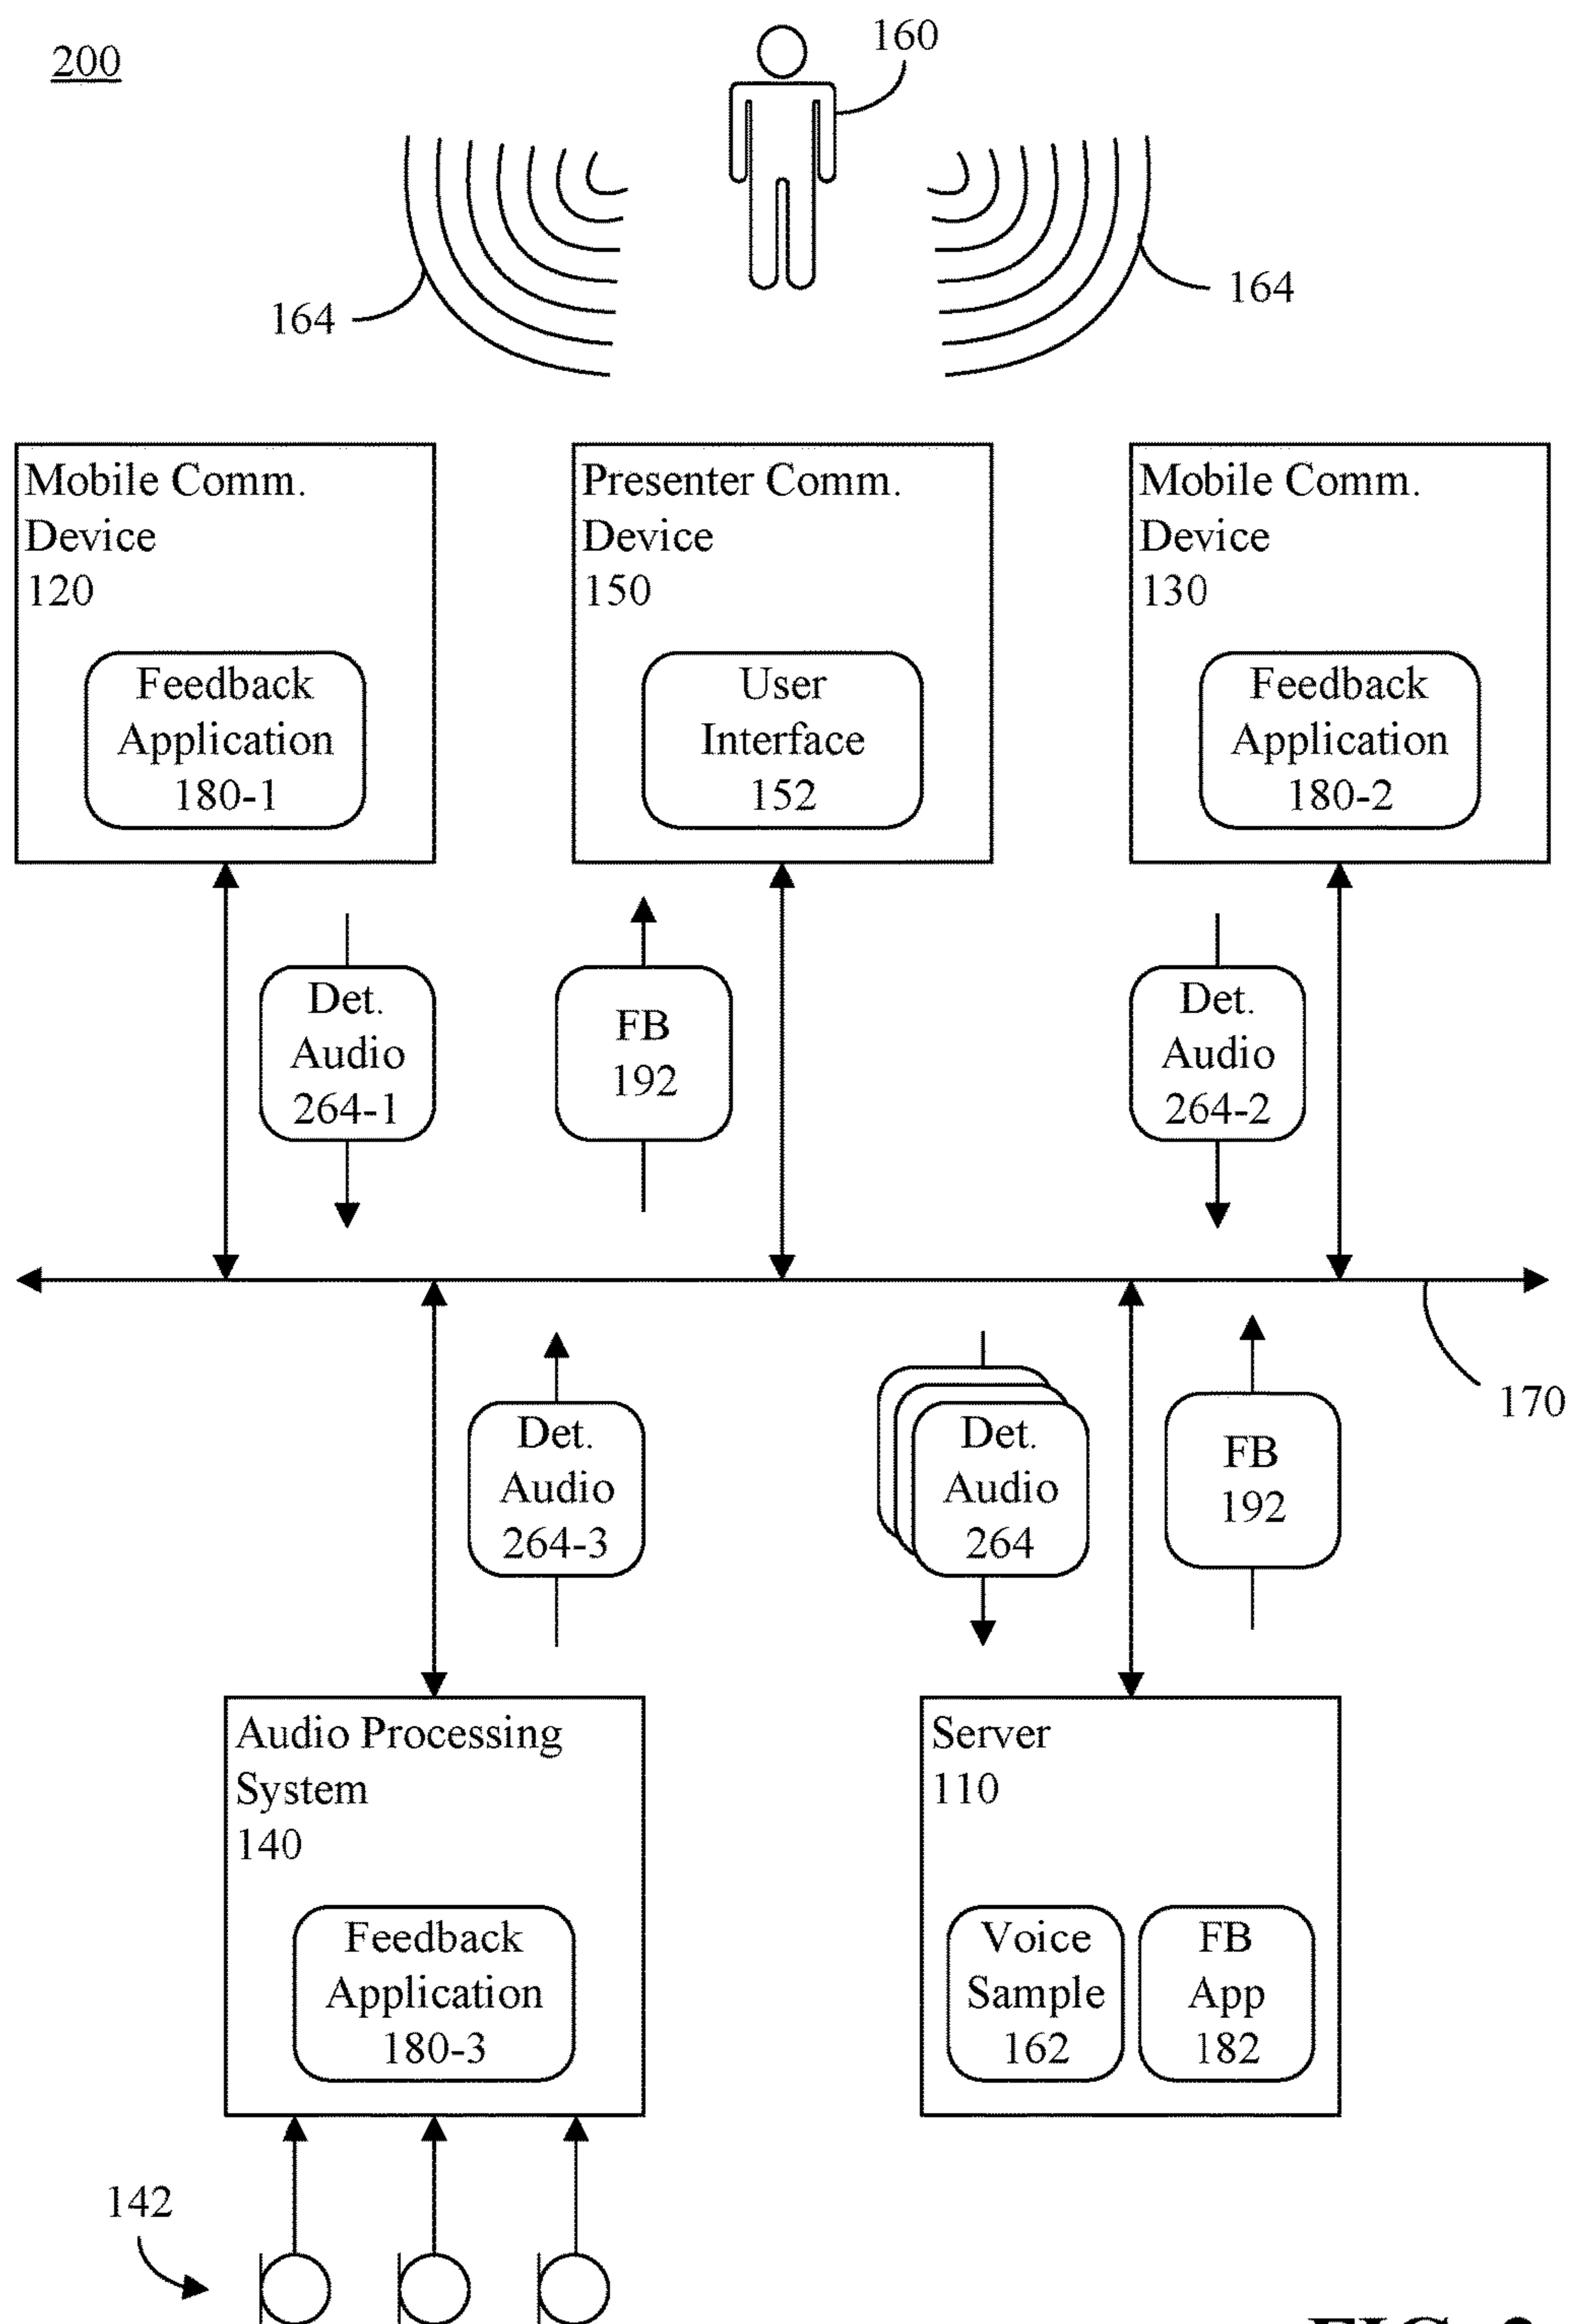 200
160
164
164
Mobile Comm.
Device
120
Feedback
Application
180-1
Presenter Comm.
Device
150
User
Interface
152
Mobile Comm.
Device
130
Feedback
Application
180-2
Det.
Audio
264-1
FB
192
Det.
Audio
264-2
170
Det.
Audio
264-3
Det.
Audio
264
FB
192
Audio Processing
System
140
Feedback
Application
180-3
Server
110
Voice
Sample
162
FB
App
182
142